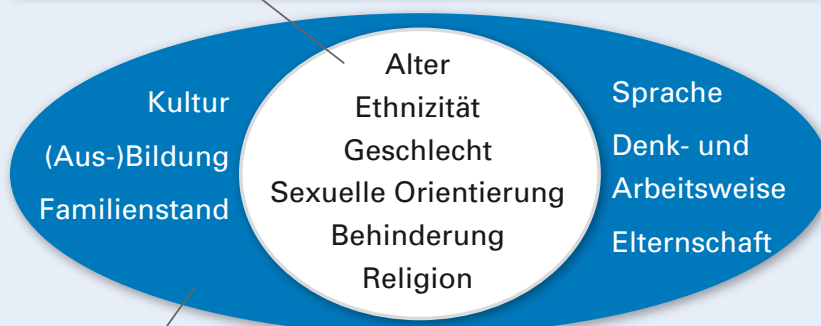 Kultur
(Aus-)Bildung
Familienstand
Alter
Ethnizität
Geschlecht
Sexuelle Orientierung
Behinderung
Religion
Sprache
Denk- und
Arbeitsweise
Elternschaft